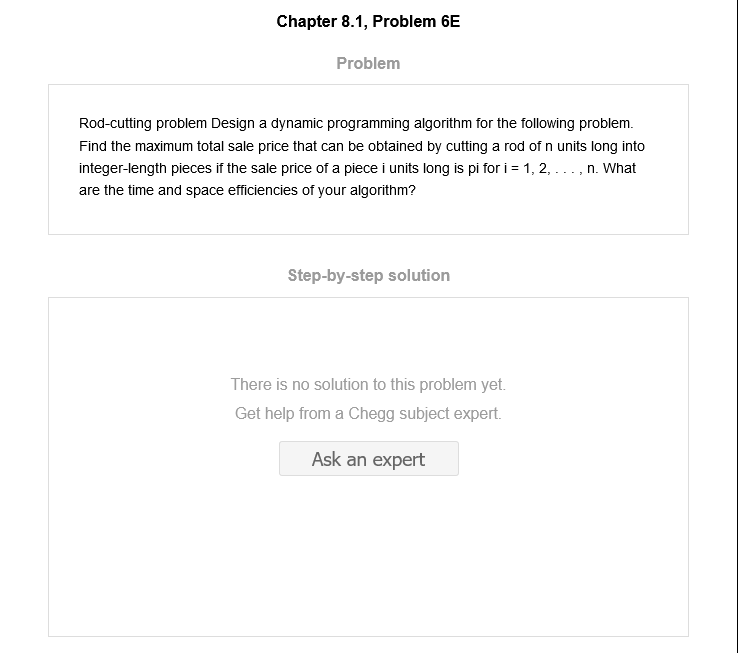 Chapter 8.1, Problem 6E
Problem
Rod-cutting problem Design a dynamic programming algorithm for the following problem.
Find the maximum total sale price that can be obtained by cutting a rod of n units long into
integer-length pieces if the sale price of a piece i units long is pi for i = 1, 2, . . . , n. What
are the time and space efficiencies of your algorithm?
Step-by-step solution
There is no solution to this problem yet.
Get help from a Chegg subject expert.
Ask an expert